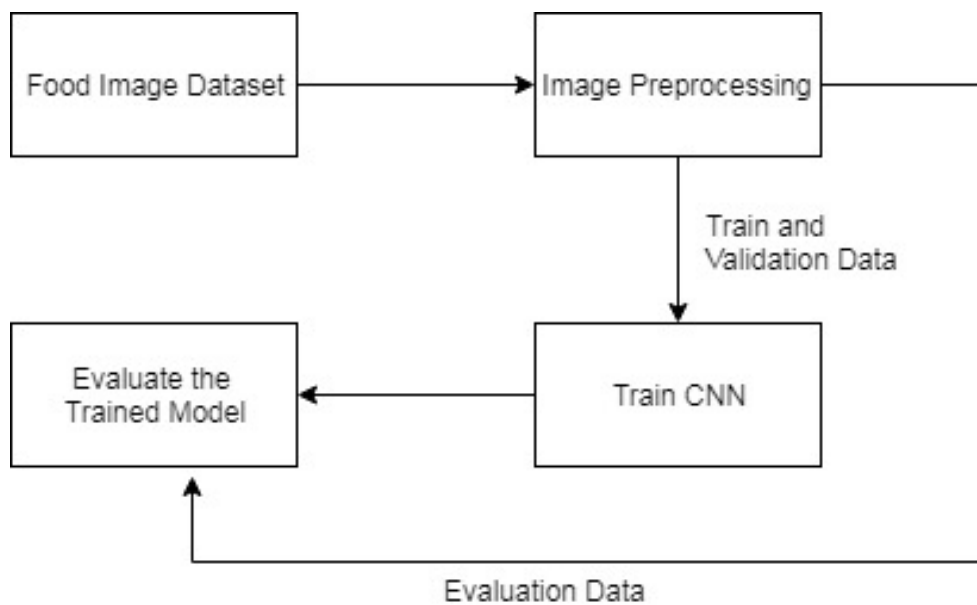 Food Image Dataset
Image Preprocessing
Train and
Validation Data
Evaluate the
Trained Model
Train CNN
Evaluation Data